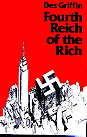 Des Griffin
Fourth
Reich
of the
Rich